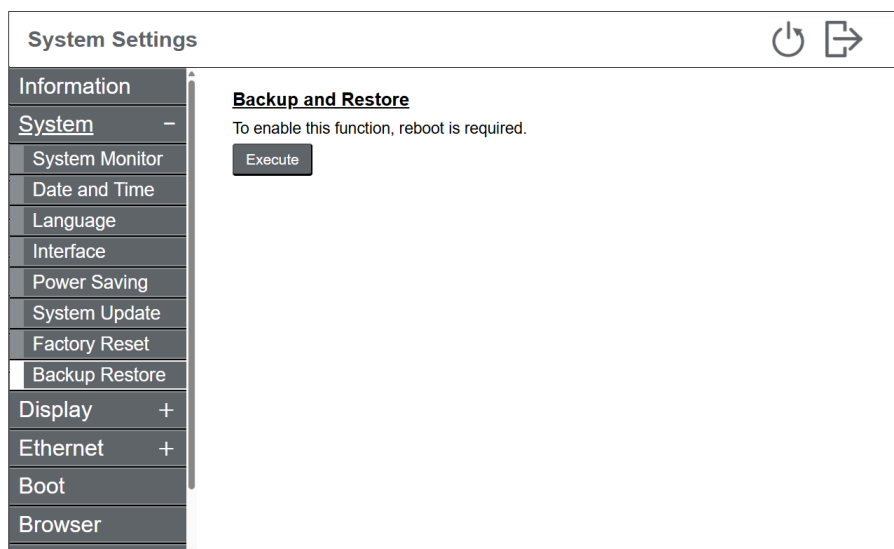 System Settings
Information
System −
System Monitor
Date and Time
Language
Interface
Power Saving
System Update
Factory Reset
Backup Restore
Display +
Ethernet +
Boot
Browser
Backup and Restore
To enable this function, reboot is required.
Execute